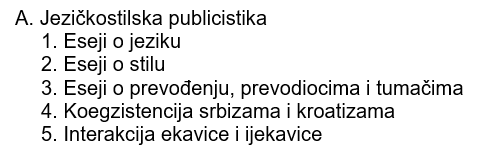 A. Jezičkostilska publicistika
1. Eseji o jeziku
2. Eseji o stilu
3. Eseji o prevođenju, prevodiocima i tumačima
4. Koegzistencija srbizama i kroatizama
5. Interakcija ekavice i ijekavice